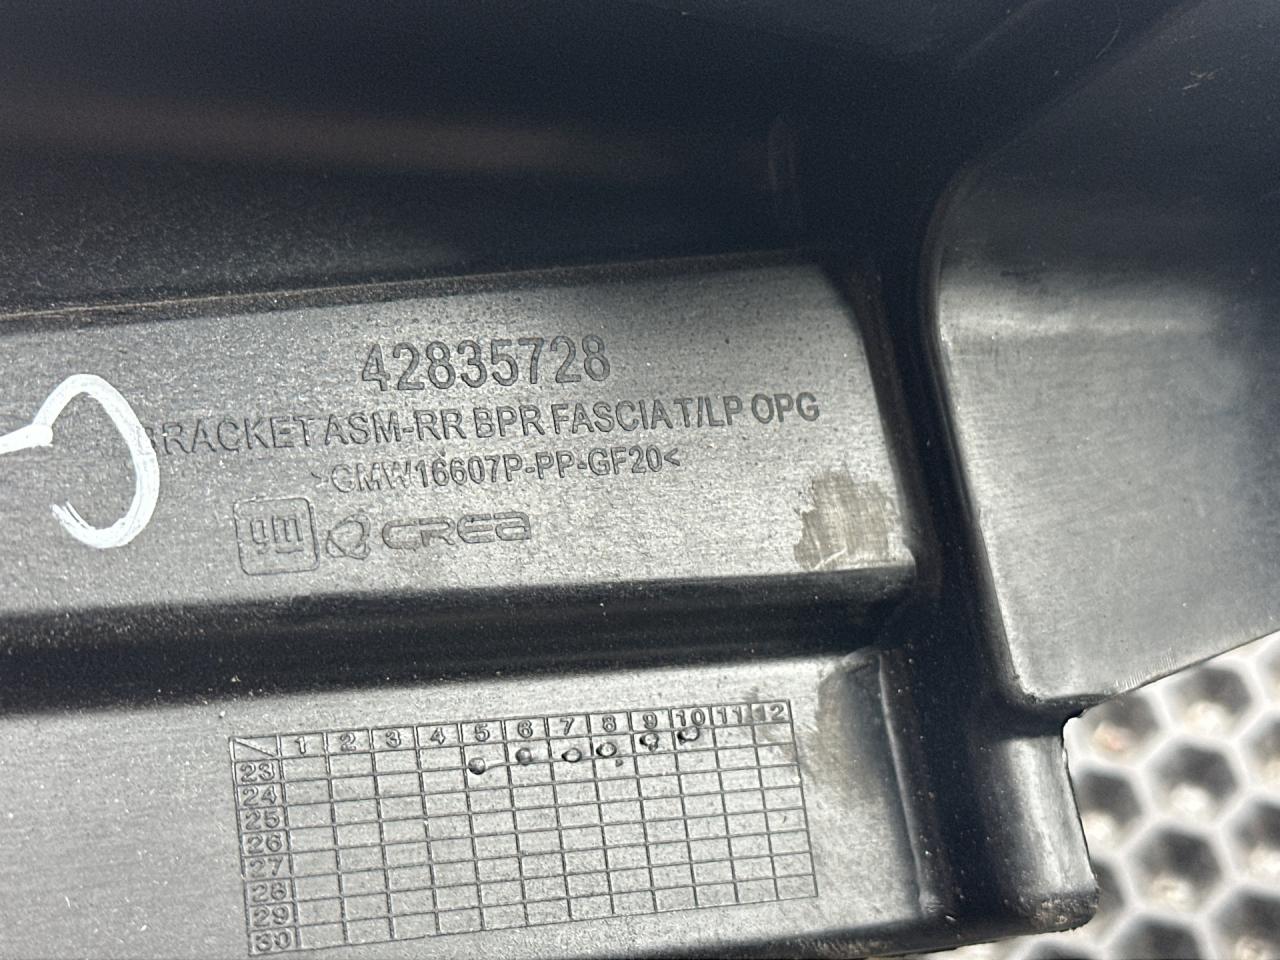 42835728
BRACKET ASM-RR BPR FASCIA T/LP OPG
>GMW16607P-PP-GF20<
gm CREA
1 2 3 4 5 6 7 8 9 10 11 12
23
24
25
26
27
28
29
30